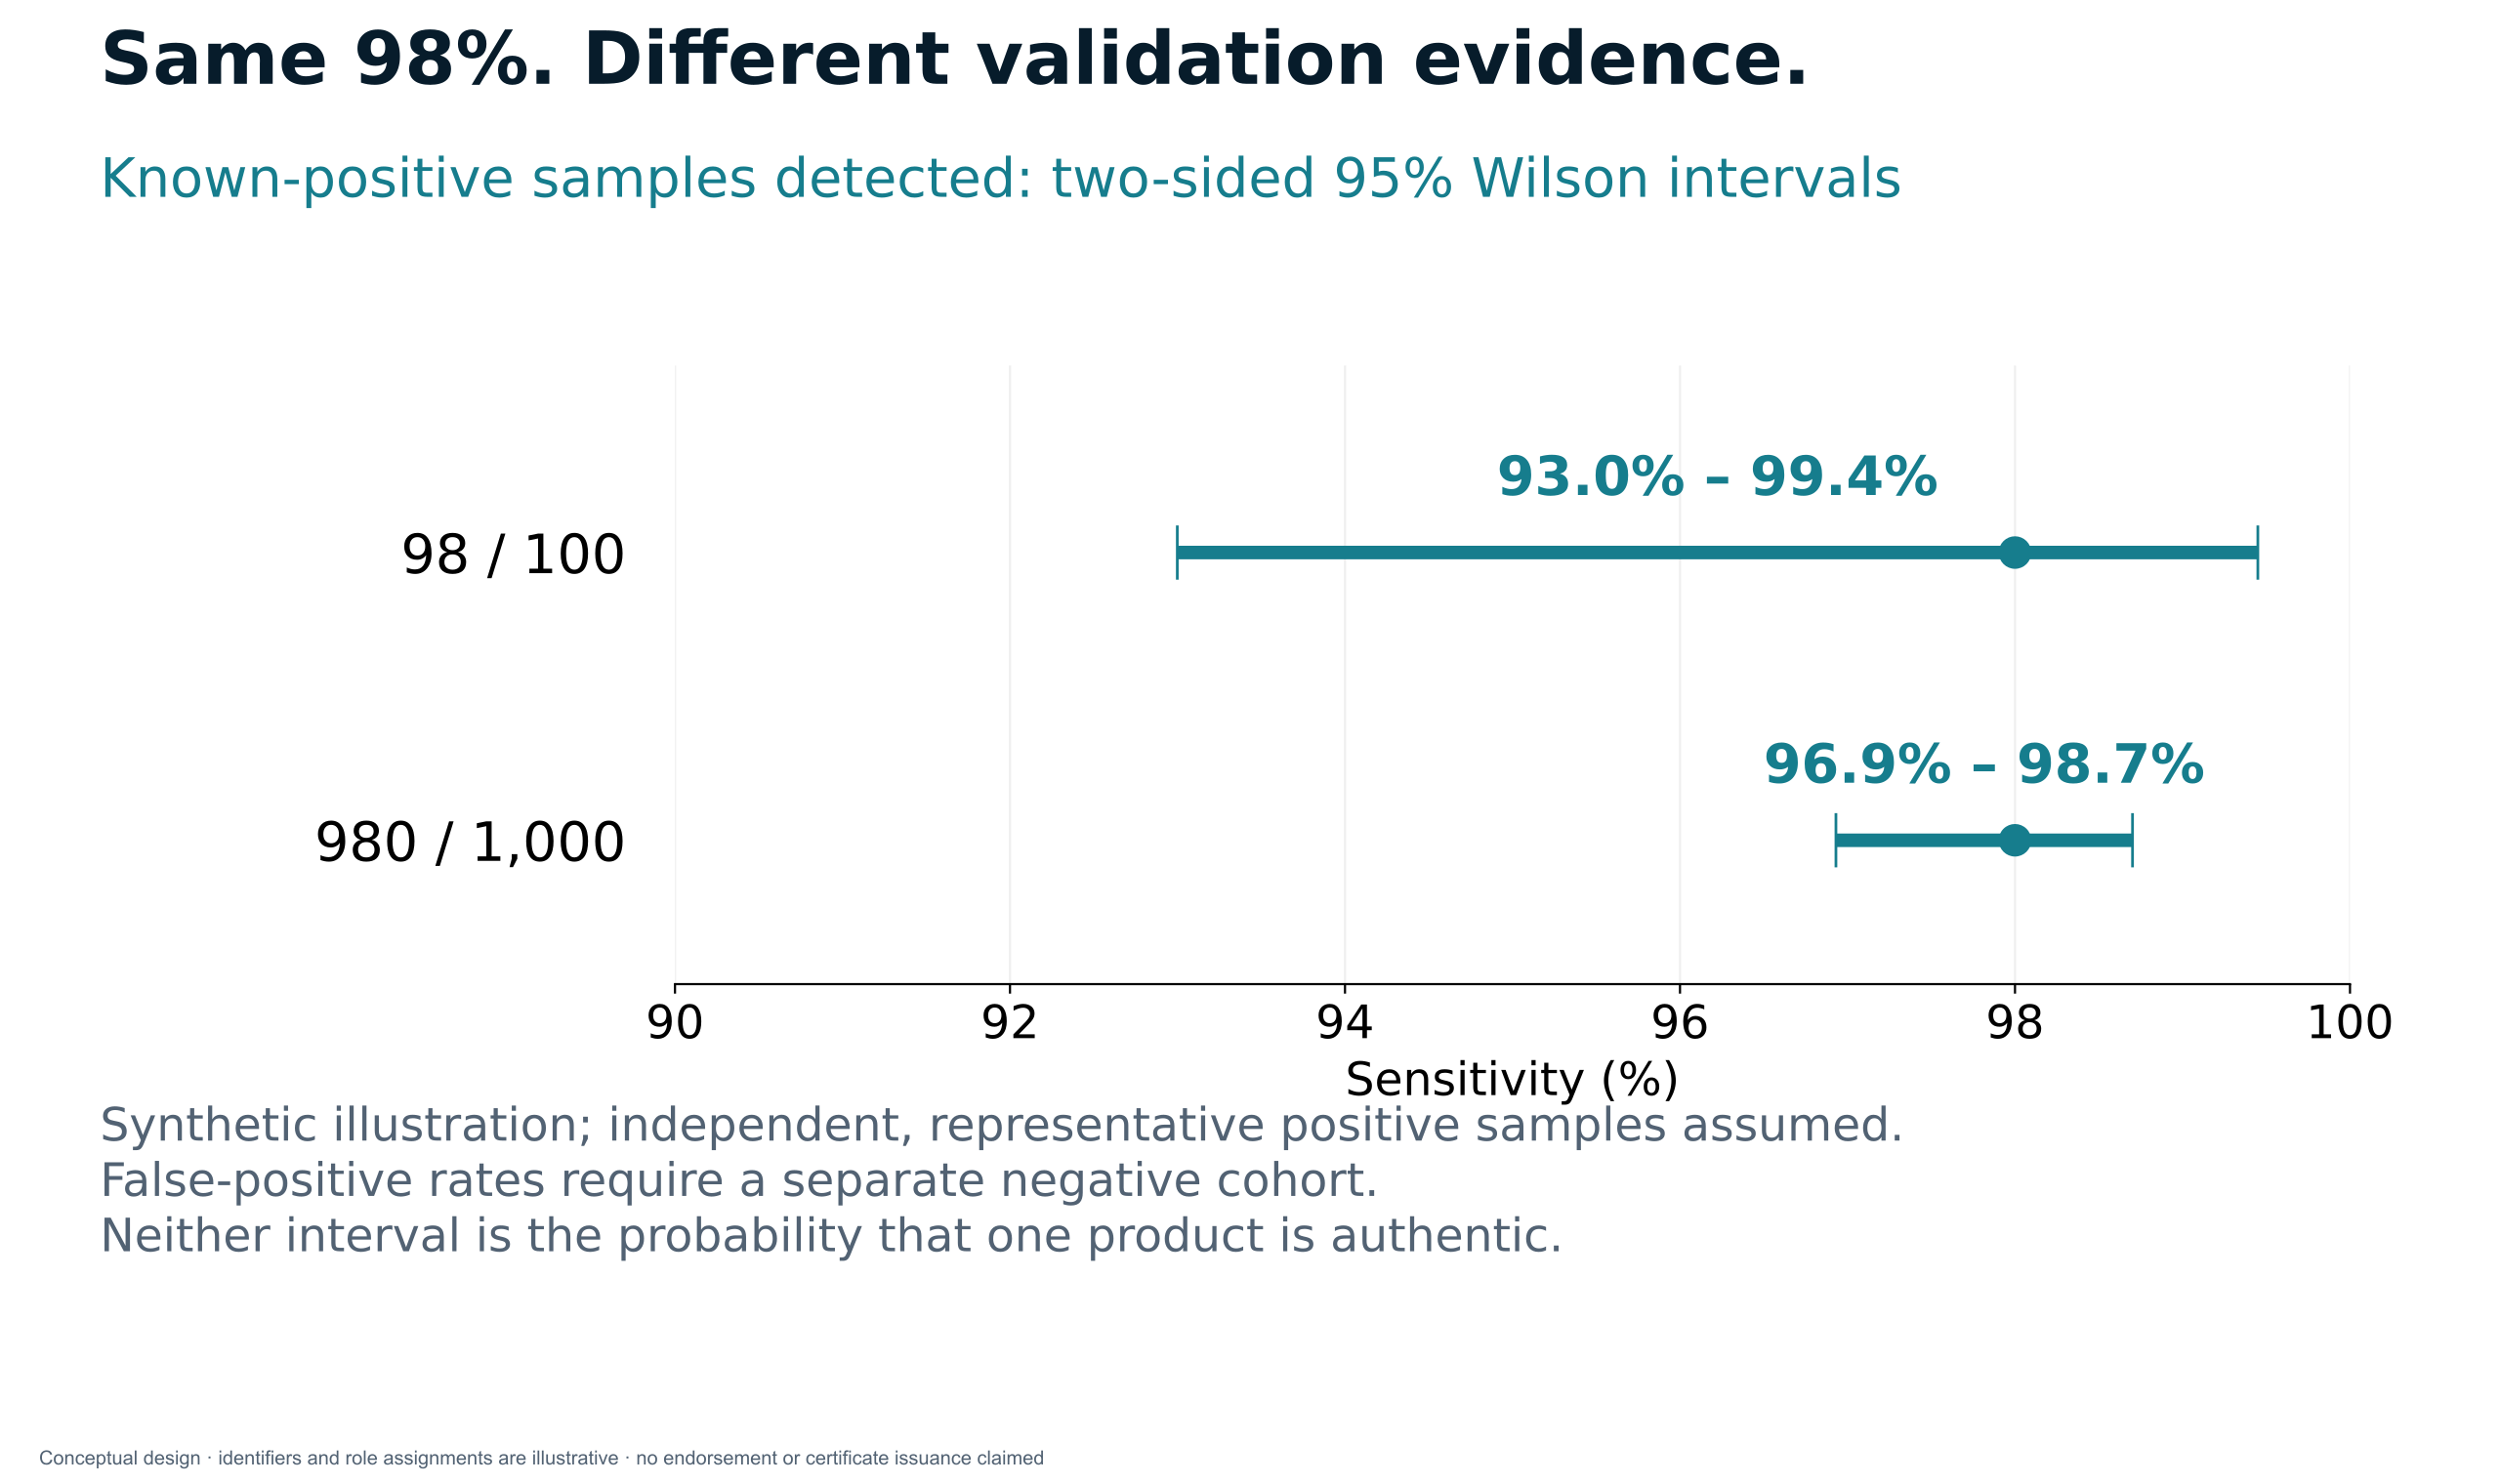 Same 98%. Different validation evidence.
Known-positive samples detected: two-sided 95% Wilson intervals
93.0% – 99.4%
98 / 100
96.9% – 98.7%
980 / 1,000
90 92 94 96 98 100
Sensitivity (%)
Synthetic illustration; independent, representative positive samples assumed.
False-positive rates require a separate negative cohort.
Neither interval is the probability that one product is authentic.
Conceptual design · identifiers and role assignments are illustrative · no endorsement or certificate issuance claimed